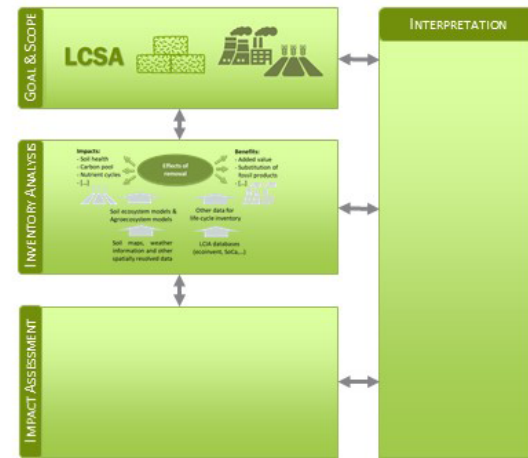 GOAL & SCOPE
LCSA
INTERPRETATION
INVENTORY ANALYSIS
Impacts:
- Soil health
- Carbon pool
- Nutrient cycles
- [...]
Effects of
removal
Benefits:
- Added value
- Substitution of
fossil products
- [...]
Soil ecosystem models &
Agroecosystem models
Other data for
life cycle inventory
Soil maps, weather
information and other
spatially resolved data
LCIA databases
(ecoinvent, SoCa,...)
IMPACT ASSESSMENT